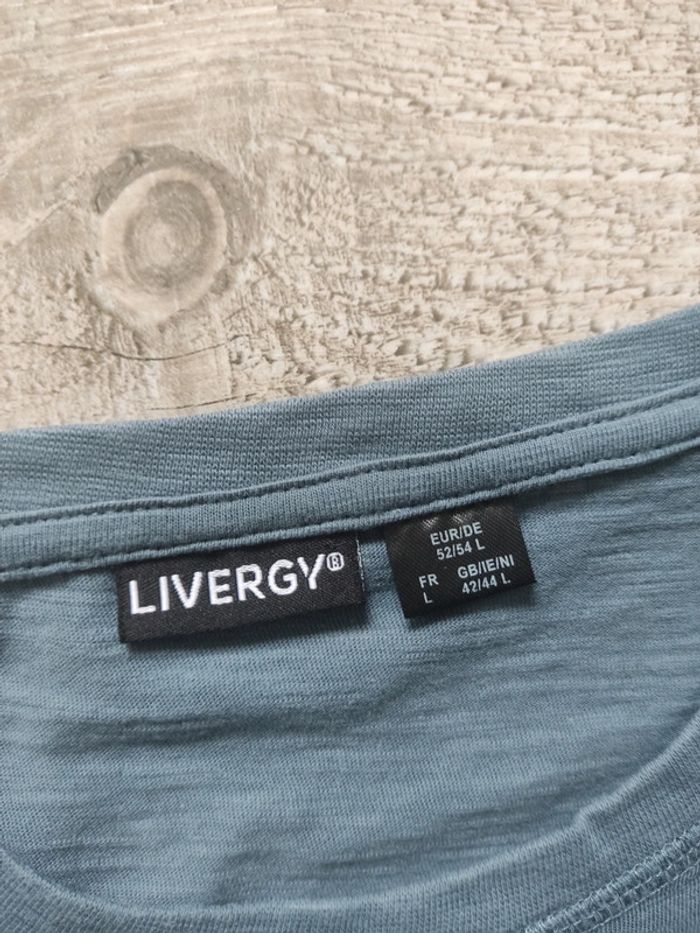 LIVERGY®
EUR/DE
52/54 L
FR GB/IE/NI
L 42/44 L